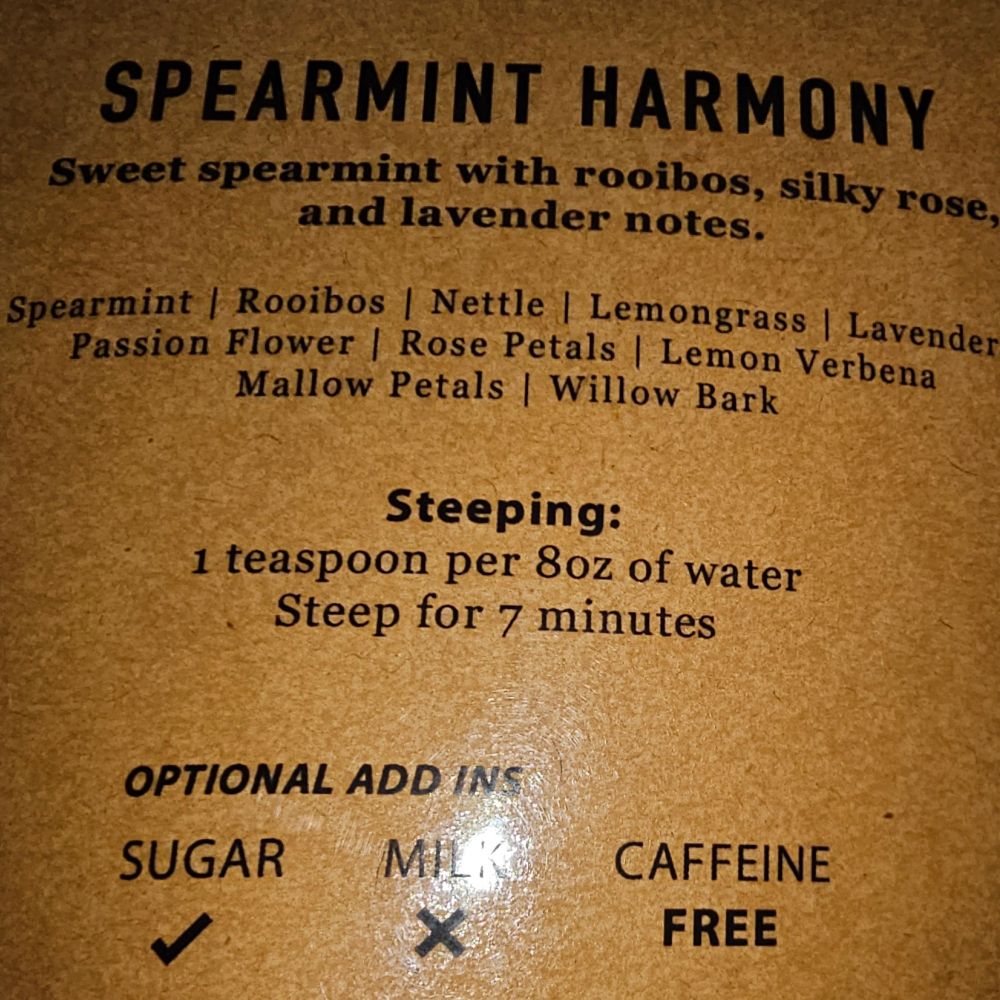 SPEARMINT HARMONY
Sweet spearmint with rooibos, silky rose,
and lavender notes.
Spearmint | Rooibos | Nettle | Lemongrass | Lavender
Passion Flower | Rose Petals | Lemon Verbena
Mallow Petals | Willow Bark
Steeping:
1 teaspoon per 8oz of water
Steep for 7 minutes
OPTIONAL ADD INS
SUGAR MILK CAFFEINE
✓ ✕ FREE